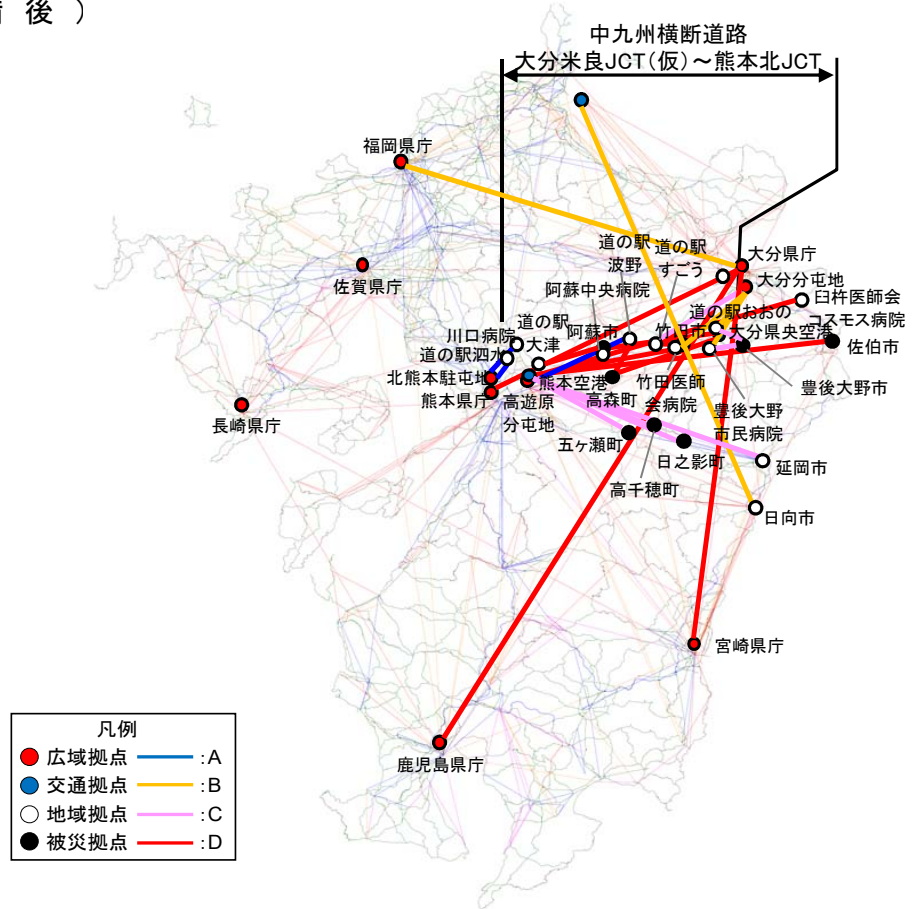 後 )
中九州横断道路
大分米良JCT(仮)～熊本北JCT
福岡県庁
佐賀県庁
長崎県庁
大分県庁
大分分屯地
臼杵医師会
コスモス病院
佐伯市
豊後大野市
道の駅
波野
道の駅
すごう
阿蘇中央病院
道の駅おおの
大分県央空港
竹田市
阿蘇市
道の駅
大津
川口病院
道の駅泗水
北熊本駐屯地
熊本県庁
熊本空港
高遊原
分屯地
高森町
竹田医師
会病院
豊後大野
市民病院
五ヶ瀬町
高千穂町
日之影町
延岡市
日向市
宮崎県庁
鹿児島県庁
凡例
広域拠点 :A
交通拠点 :B
地域拠点 :C
被災拠点 :D